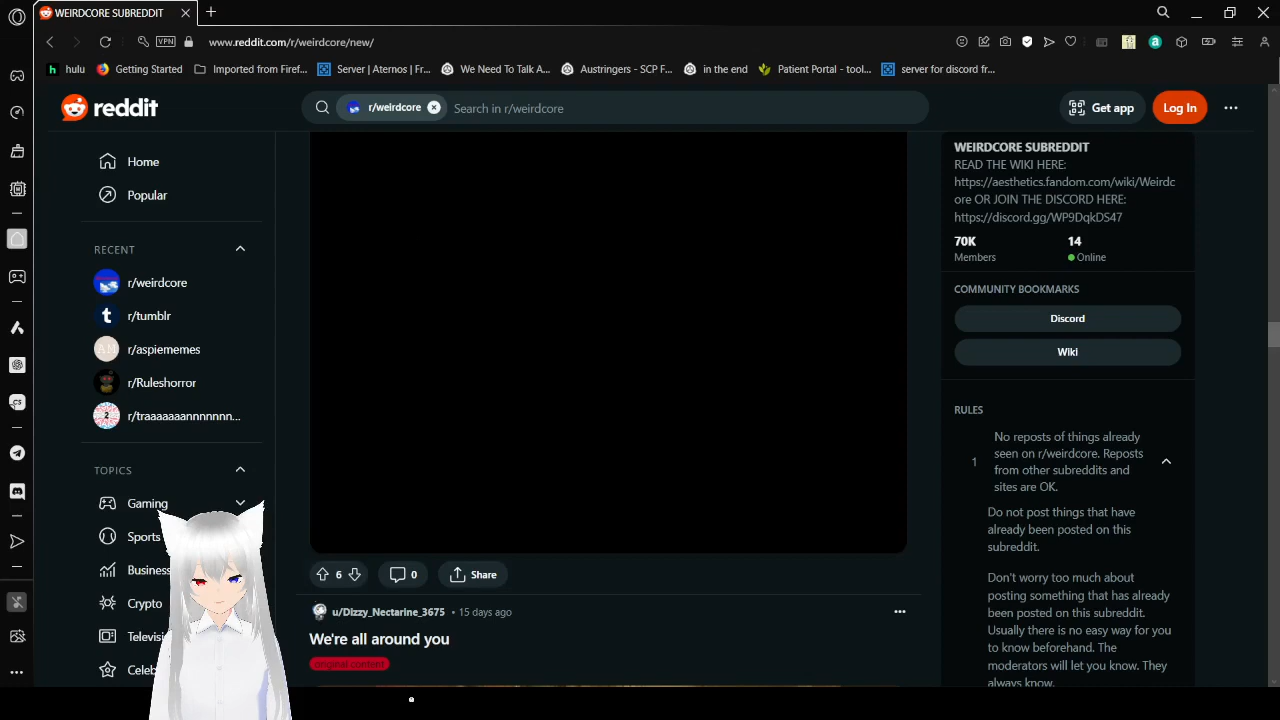 WEIRDCORE SUBREDDIT
VPN
www.reddit.com/r/weirdcore/new/
hulu
Getting Started
Imported from Firef...
Server | Aternos | Fr...
We Need To Talk A...
Austringers - SCP F...
in the end
Patient Portal - tool...
server for discord fr...
reddit
r/weirdcore
Search in r/weirdcore
Get app
Log In
Home
Popular
RECENT
r/weirdcore
r/tumblr
AM
r/aspiememes
r/Ruleshorror
r/traaaaaaannnnnnn...
TOPICS
Gaming
Sports
Business
Crypto
Televisi
Celeb
6
0
Share
u/Dizzy_Nectarine_3675 • 15 days ago
We're all around you
original content
WEIRDCORE SUBREDDIT
READ THE WIKI HERE:
https://aesthetics.fandom.com/wiki/Weirdc
ore OR JOIN THE DISCORD HERE:
https://discord.gg/WP9DqkDS47
70K
Members
14
Online
COMMUNITY BOOKMARKS
Discord
Wiki
RULES
1
No reposts of things already
seen on r/weirdcore. Reposts
from other subreddits and
sites are OK.
Do not post things that have
already been posted on this
subreddit.
Don't worry too much about
posting something that has already
been posted on this subreddit.
Usually there is no easy way for you
to know beforehand. The
moderators will let you know. They
always know.